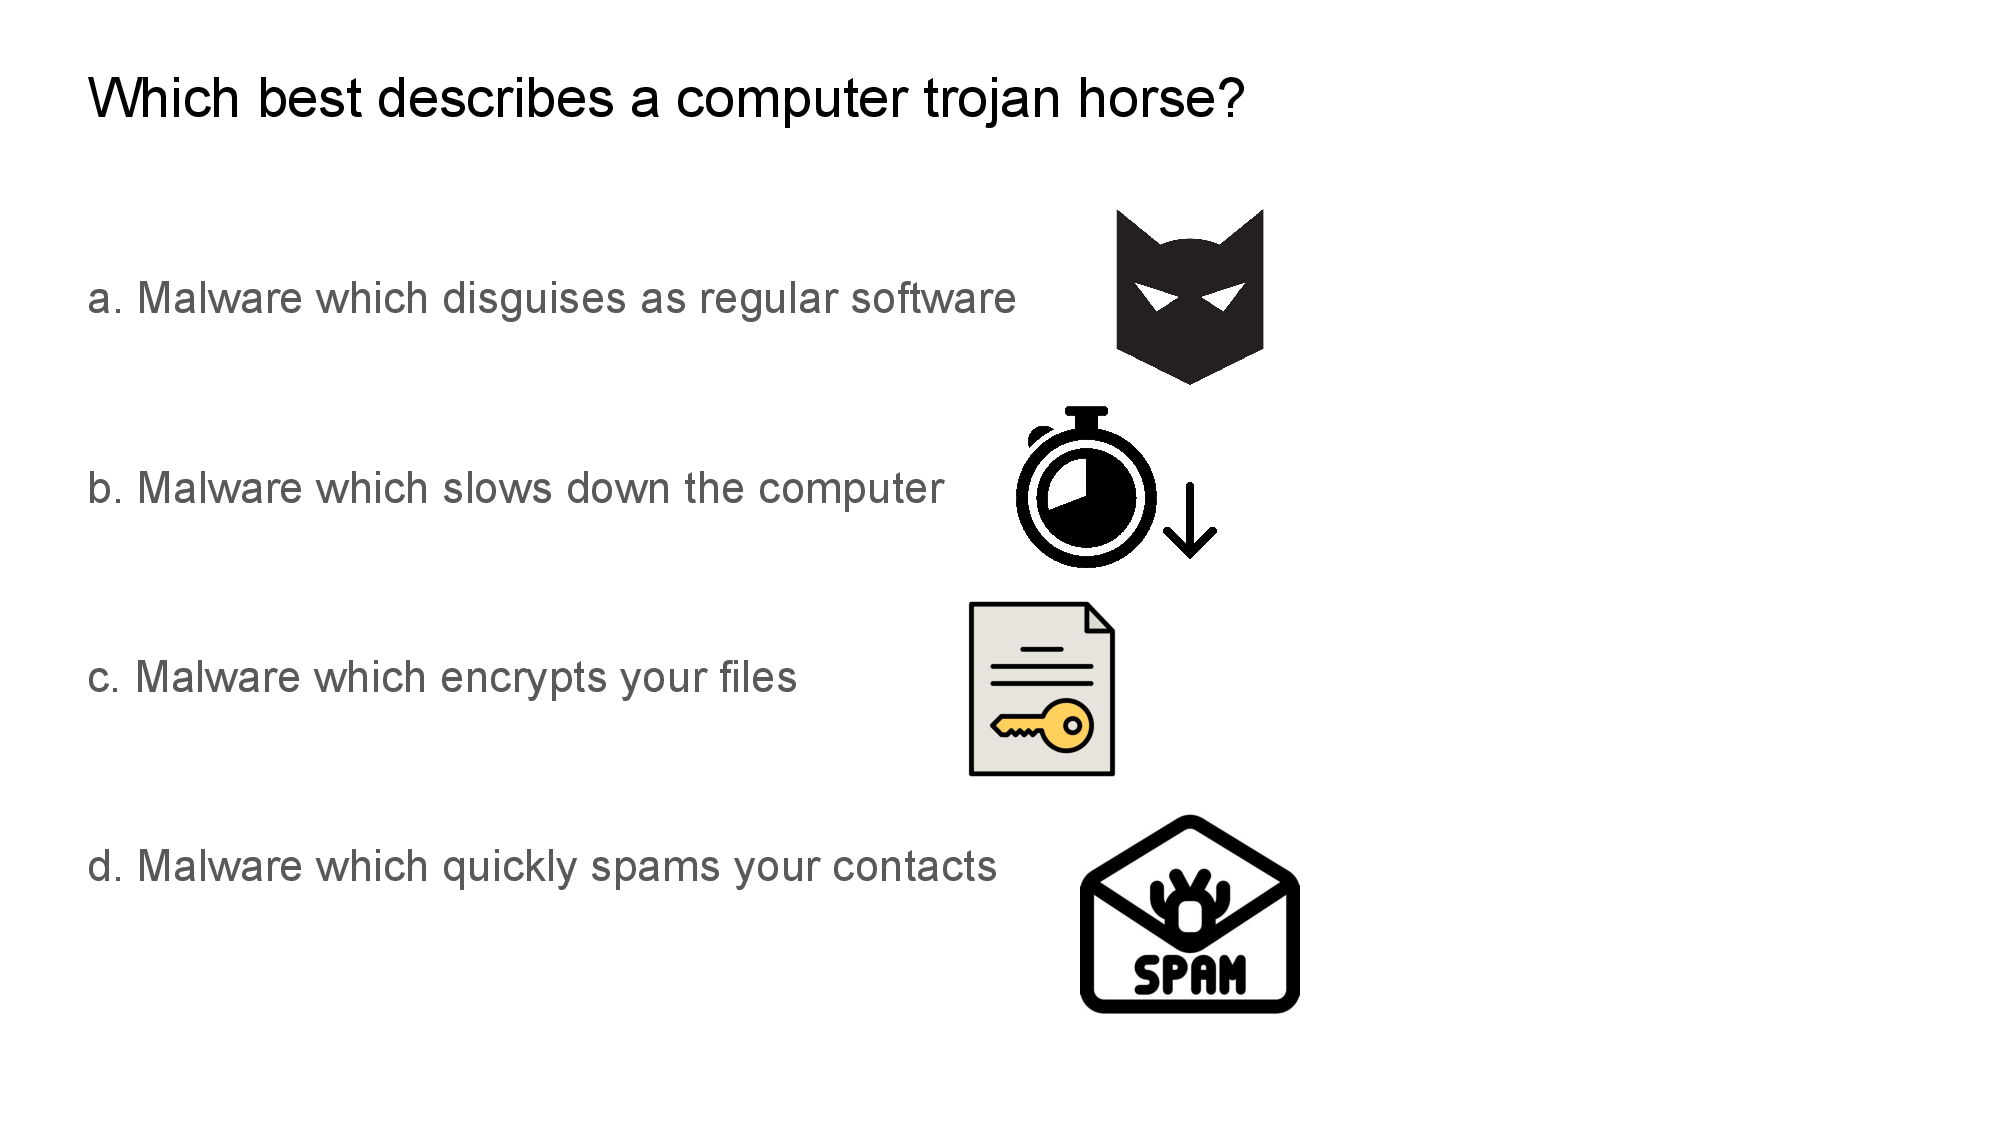 Which best describes a computer trojan horse?
a. Malware which disguises as regular software
b. Malware which slows down the computer
c. Malware which encrypts your files
d. Malware which quickly spams your contacts
SPAM